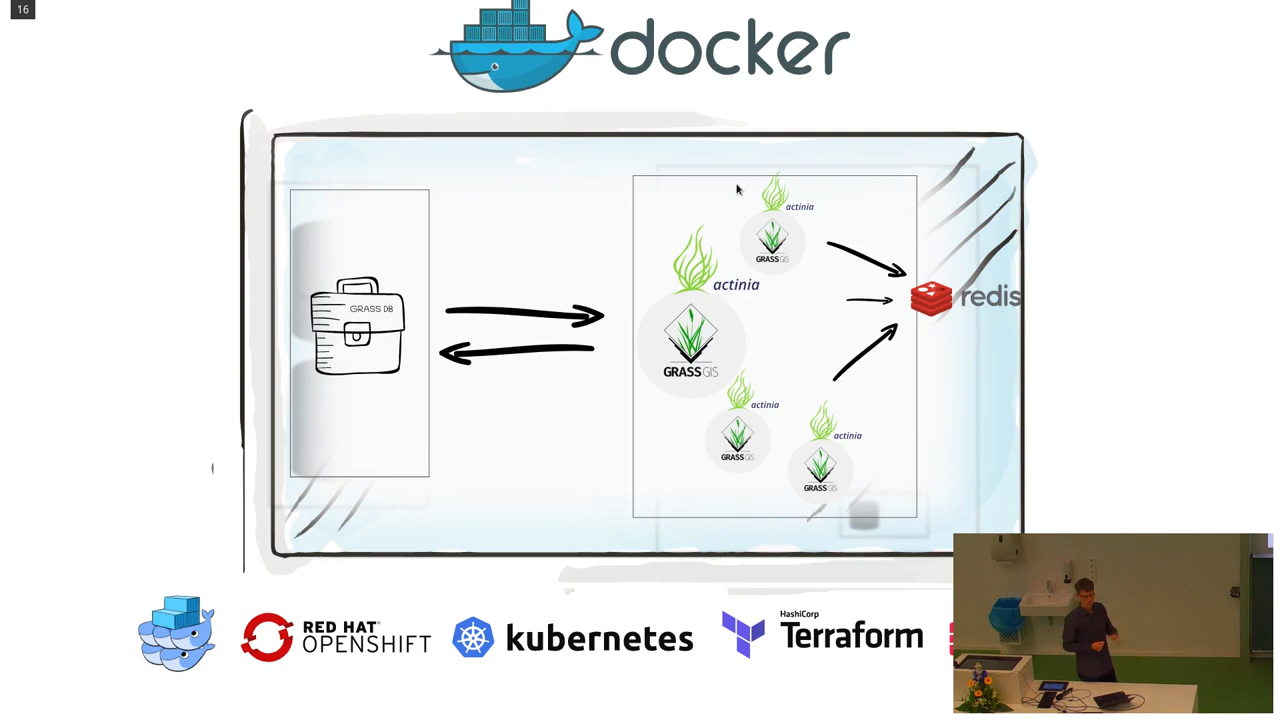 16
docker
actinia
GRASS GIS
actinia
GRASS GIS
GRASS DB
redis
actinia
GRASS GIS
actinia
GRASS GIS
RED HAT®
OPENSHIFT
kubernetes
HashiCorp
Terraform